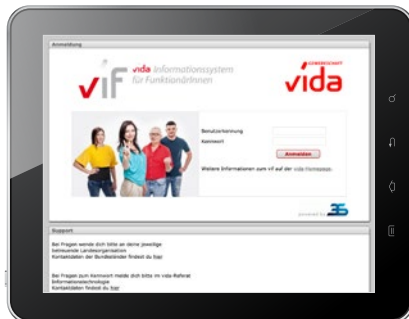 Anmeldung
vif
vida Informationssystem
für FunktionärInnen
GEWERKSCHAFT
vida
Benutzerkennung
Kennwort
Anmelden
Weitere Informationen zum vif auf der vida Homepage.
powered by
Support
Bei Fragen wende dich bitte an deine jeweilige
betreuende Landesorganisation
Kontaktdaten der Bundesländer findest du hier
Bei Fragen zum Kennwort melde dich bitte im vida Referat
Informationstechnologie
Kontaktdaten findest du hier